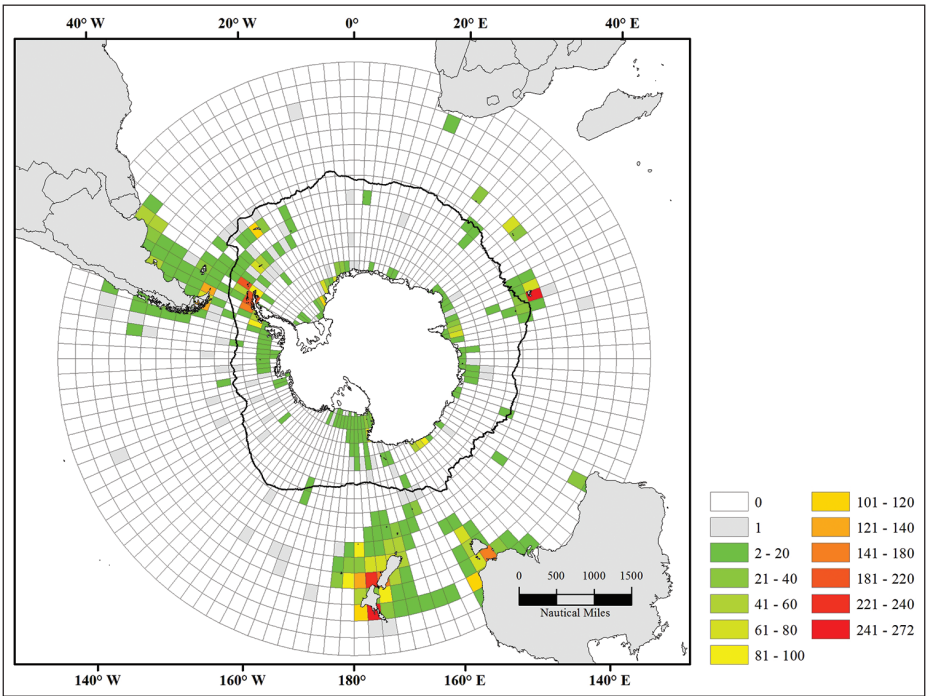 40° W 20° W 0° 20° E 40° E
0 101 - 120
1 121 - 140
2 - 20 141 - 180
21 - 40 181 - 220
41 - 60 221 - 240
61 - 80 241 - 272
81 - 100
0 500 1000 1500
Nautical Miles
140° W 160° W 180° 160° E 140° E